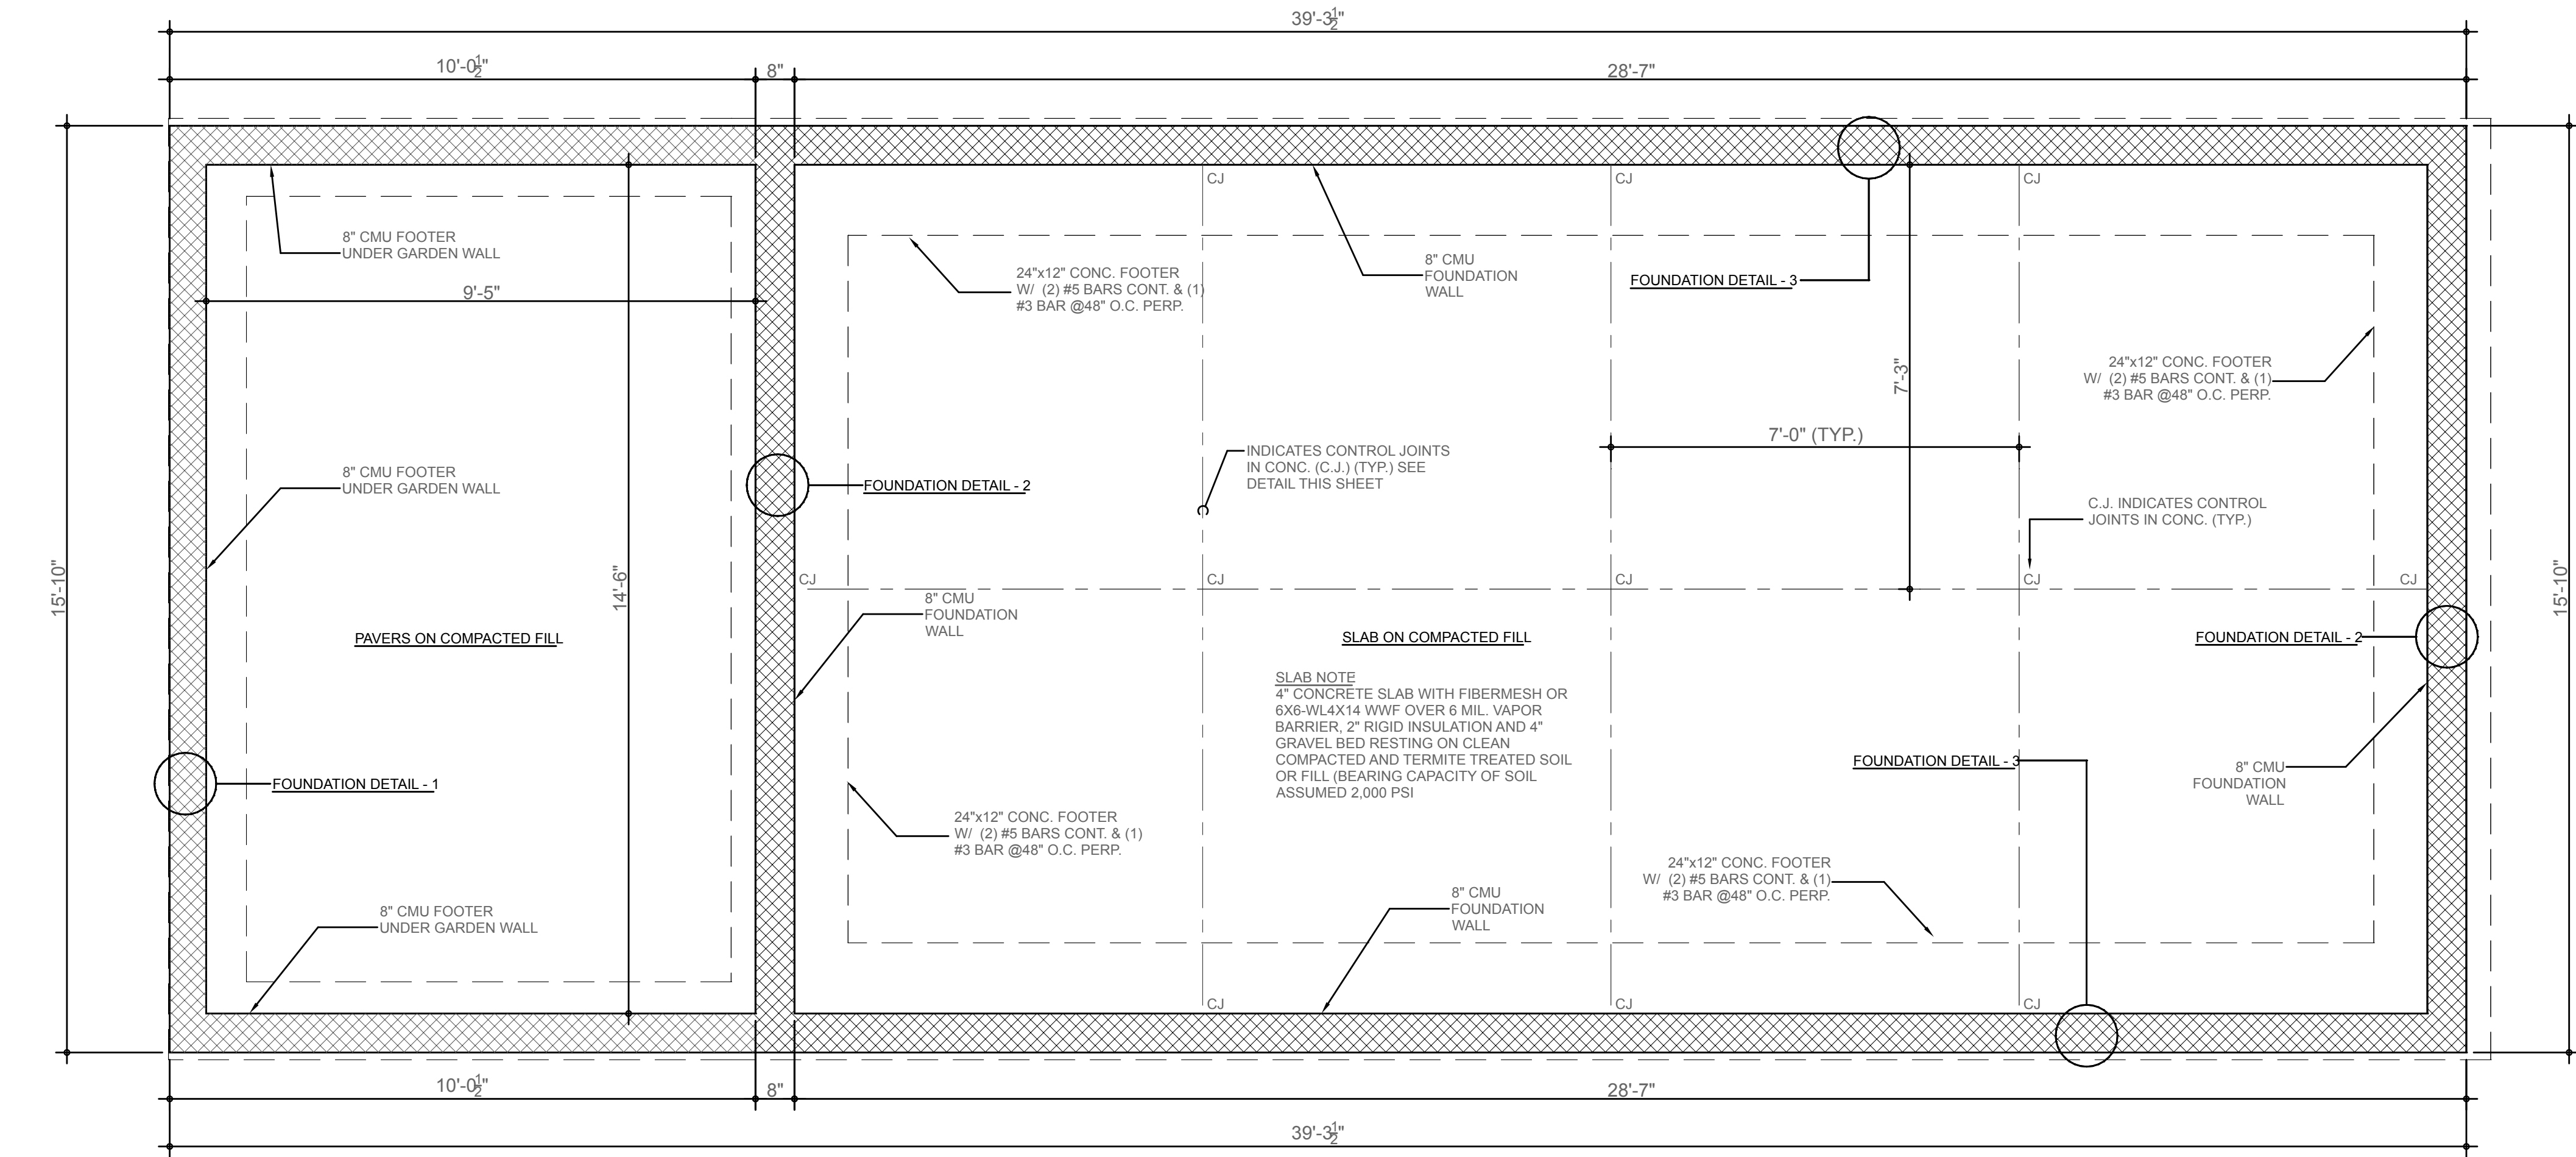 39'-3½"
10'-0½"
8"
28'-7"
CJ
CJ
CJ
8" CMU FOOTER
UNDER GARDEN WALL
9'-5"
24"x12" CONC. FOOTER
W/ (2) #5 BARS CONT. & (1)
#3 BAR @48" O.C. PERP.
8" CMU
FOUNDATION
WALL
FOUNDATION DETAIL - 3
7'-3"
24"x12" CONC. FOOTER
W/ (2) #5 BARS CONT. & (1)
#3 BAR @48" O.C. PERP.
7'-0" (TYP.)
INDICATES CONTROL JOINTS
IN CONC. (C.J.) (TYP.) SEE
DETAIL THIS SHEET
8" CMU FOOTER
UNDER GARDEN WALL
FOUNDATION DETAIL - 2
C.J. INDICATES CONTROL
JOINTS IN CONC. (TYP.)
15'-10"
14'-6"
CJ
CJ
CJ
CJ
CJ
15'-10"
8" CMU
FOUNDATION
WALL
PAVERS ON COMPACTED FILL
SLAB ON COMPACTED FILL
FOUNDATION DETAIL - 2
SLAB NOTE
4" CONCRETE SLAB WITH FIBERMESH OR
6X6-WL4X14 WWF OVER 6 MIL. VAPOR
BARRIER, 2" RIGID INSULATION AND 4"
GRAVEL BED RESTING ON CLEAN
COMPACTED AND TERMITE TREATED SOIL
OR FILL (BEARING CAPACITY OF SOIL
ASSUMED 2,000 PSI
FOUNDATION DETAIL - 3
8" CMU
FOUNDATION
WALL
FOUNDATION DETAIL - 1
24"x12" CONC. FOOTER
W/ (2) #5 BARS CONT. & (1)
#3 BAR @48" O.C. PERP.
24"x12" CONC. FOOTER
W/ (2) #5 BARS CONT. & (1)
#3 BAR @48" O.C. PERP.
8" CMU
FOUNDATION
WALL
8" CMU FOOTER
UNDER GARDEN WALL
CJ
CJ
CJ
10'-0½"
8"
28'-7"
39'-3½"